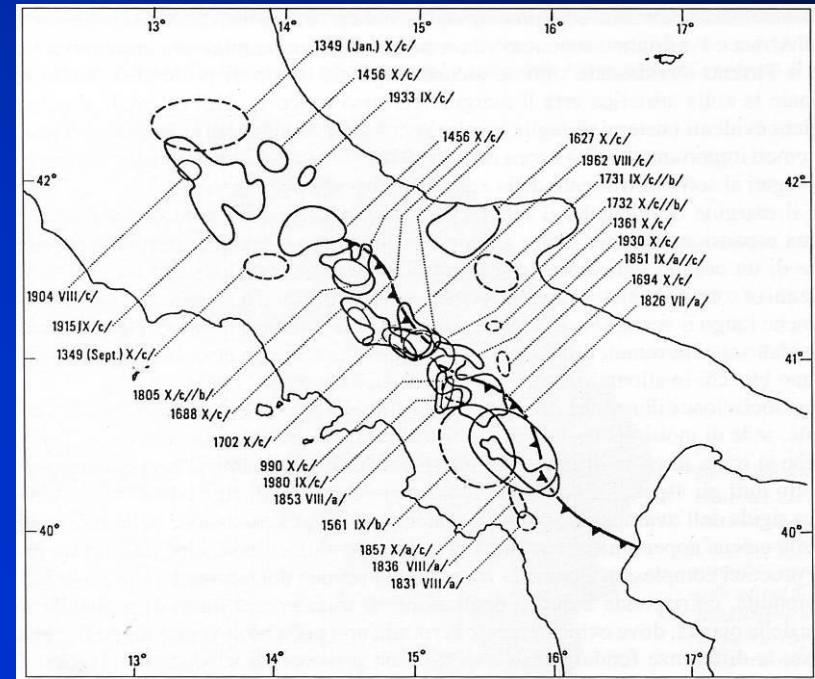 13° 14° 15° 16° 17°
1349 (Jan.) X/c/
1456 X/c/
1933 IX/c/
1456 X/c/
1627 X/c/
1962 VIII/c/
1731 IX/c//b/
1732 X/c//b/
1361 X/c/
1930 X/c/
1851 IX/a//c/
1694 X/c/
1826 VII/a/
42° 42°
1904 VIII/c/
1915 IX/c/
1349 (Sept.) X/c/
41° 41°
1805 X/c//b/
1688 X/c/
1702 X/c/
990 X/c/
1980 IX/c/
1853 VIII/a/
1561 IX/b/
1857 X/a/c/
1836 VIII/a/
1831 VIII/a/
40° 40°
13° 14° 15° 16° 17°